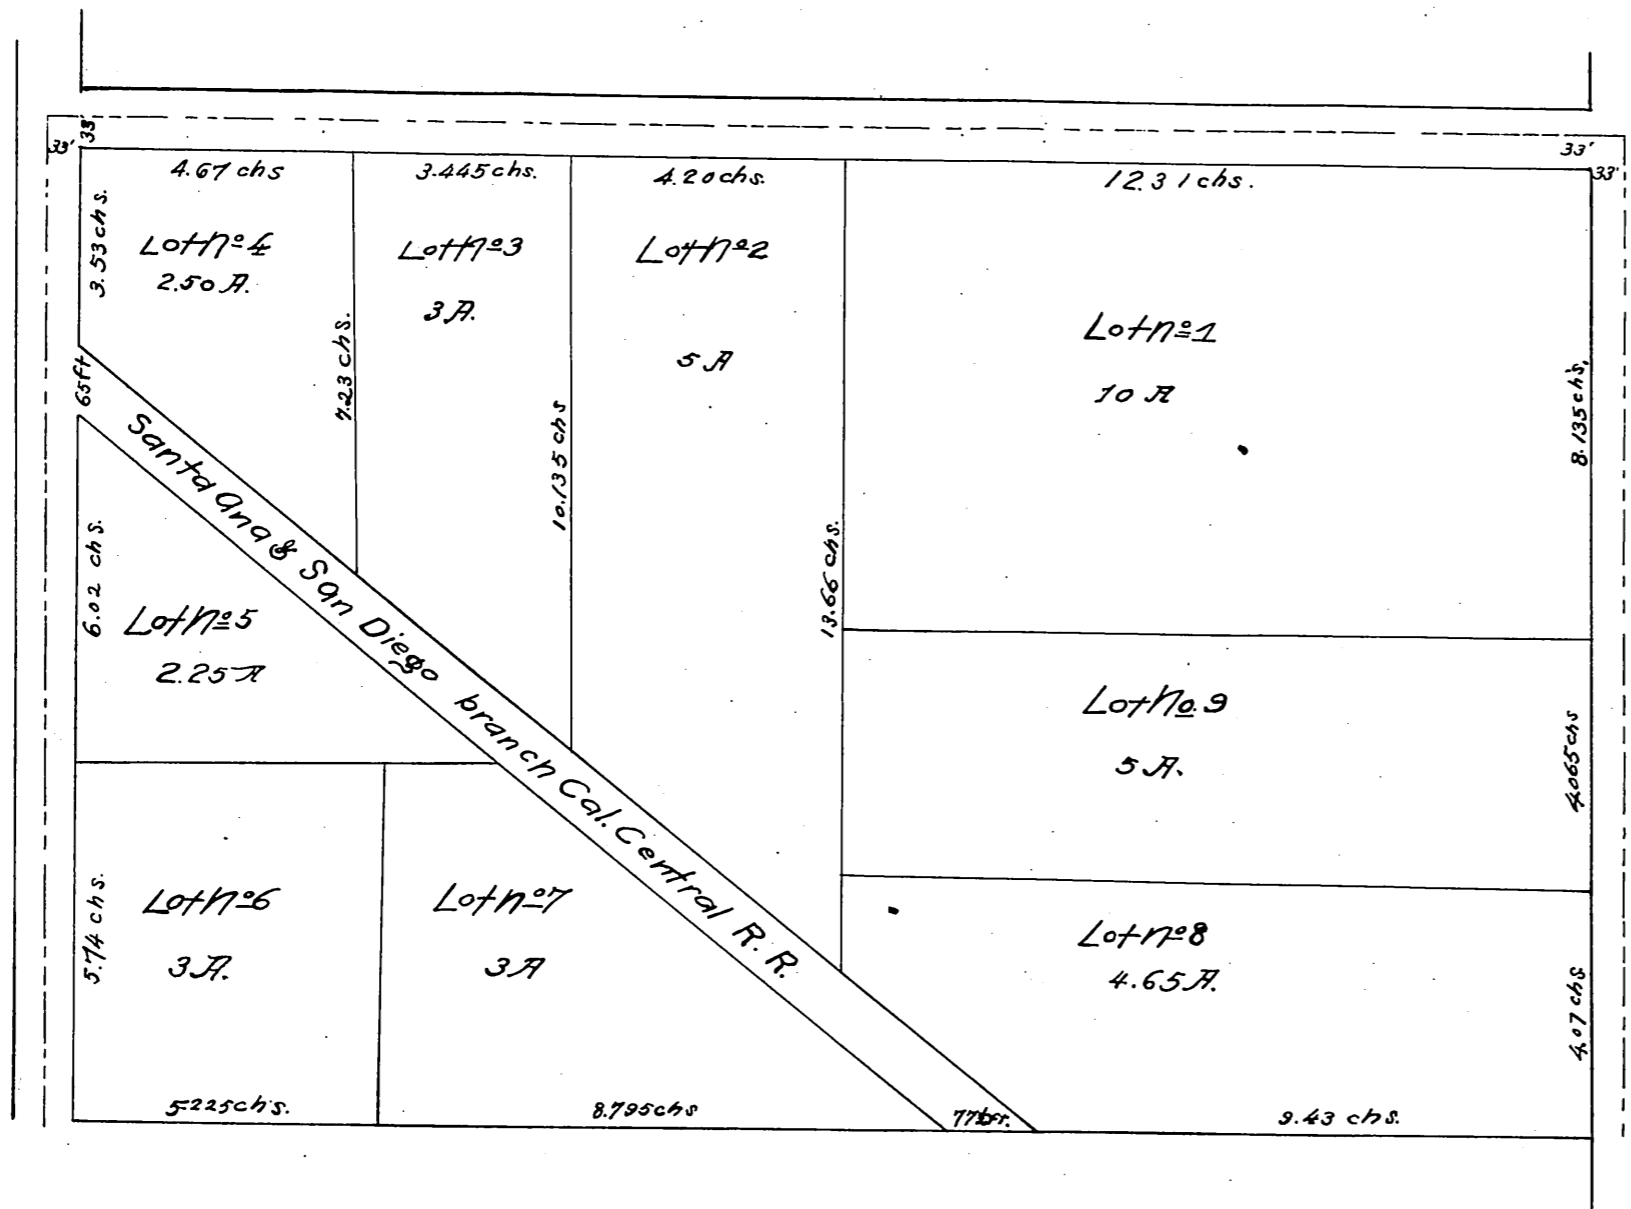 33'
33
33'
33'
4.67 chs
3.445 chs.
4.20 chs.
12.31 chs.
3.53 chs.
Lot No 4
2.50 A.
Lot No 3
3 A.
Lot No 2
5 A
Lot No 1
10 A
7.23 chs.
10.135 chs
13.66 chs.
8.135 chs.
65 ft
Santa Ana & San Diego branch Cal. Central R. R.
6.02 chs.
Lot No 5
2.25 A
Lot No. 9
5 A.
4.065 chs
5.74 chs.
Lot No 6
3 A.
Lot No 7
3 A
Lot No 8
4.65 A.
4.07 chs.
5.225 chs.
8.795 chs
9.43 chs.